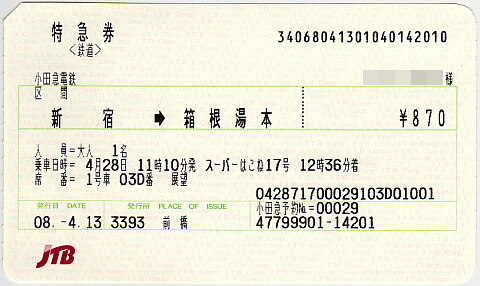 特急券
<鉄道>
34068041301040142010
小田急電鉄
様
区間
新宿 ➡ 箱根湯本 ¥870
人員=大人 1名
乗車日時= 4月28日 11時10分発 スーパーはこね17号 12時36分着
席番=1号車 03D番 展望
042871700029103D01001
発行日 DATE 発行所 PLACE OF ISSUE 小田急予約№=00029
08.-4.13 3393 前橋 47799901-14201
JTB